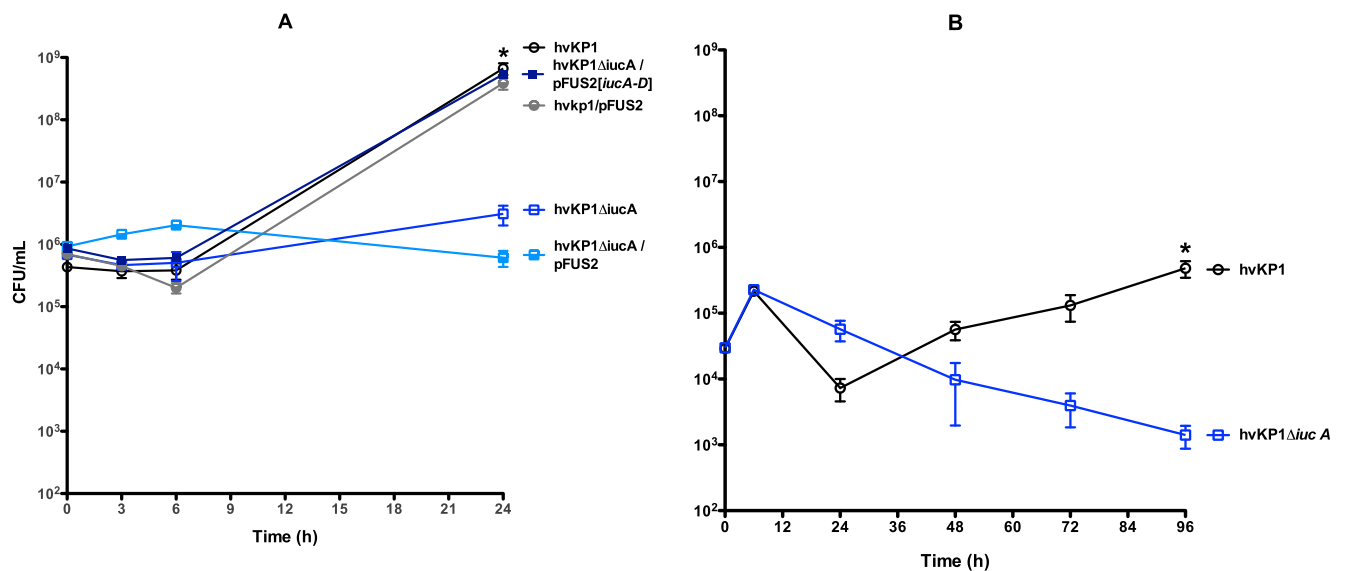 A
CFU/mL
10⁹
10⁸
10⁷
10⁶
10⁵
10⁴
10³
10²
0 3 6 9 12 15 18 21 24
Time (h)
*
hvKP1
hvKP1ΔiucA /
pFUS2[iucA-D]
hvkp1/pFUS2
hvKP1ΔiucA
hvKP1ΔiucA /
pFUS2
B
10⁹
10⁸
10⁷
10⁶
10⁵
10⁴
10³
10²
0 12 24 36 48 60 72 84 96
Time (h)
*
hvKP1
hvKP1Δiuc A